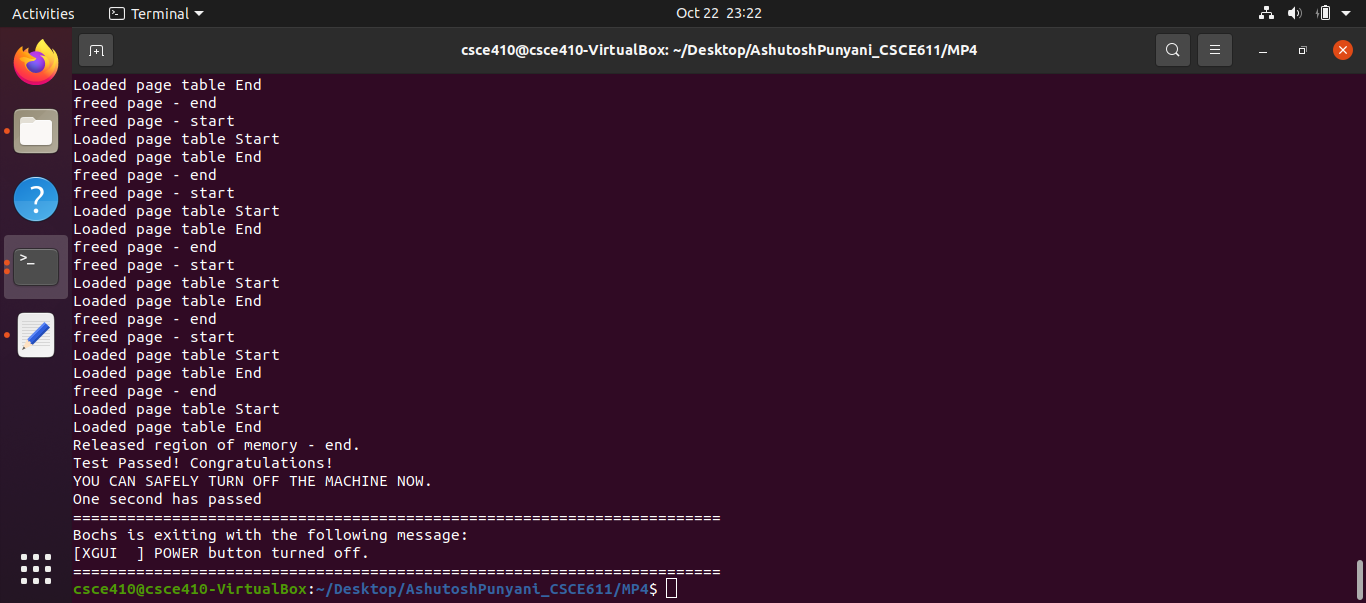 Activities
Terminal
Oct 22 23:22
csce410@csce410-VirtualBox: ~/Desktop/AshutoshPunyani_CSCE611/MP4
Loaded page table End
freed page - end
freed page - start
Loaded page table Start
Loaded page table End
freed page - end
freed page - start
Loaded page table Start
Loaded page table End
freed page - end
freed page - start
Loaded page table Start
Loaded page table End
freed page - end
freed page - start
Loaded page table Start
Loaded page table End
freed page - end
Loaded page table Start
Loaded page table End
Released region of memory - end.
Test Passed! Congratulations!
YOU CAN SAFELY TURN OFF THE MACHINE NOW.
One second has passed
========================================================================
Bochs is exiting with the following message:
[XGUI  ] POWER button turned off.
========================================================================
csce410@csce410-VirtualBox:~/Desktop/AshutoshPunyani_CSCE611/MP4$